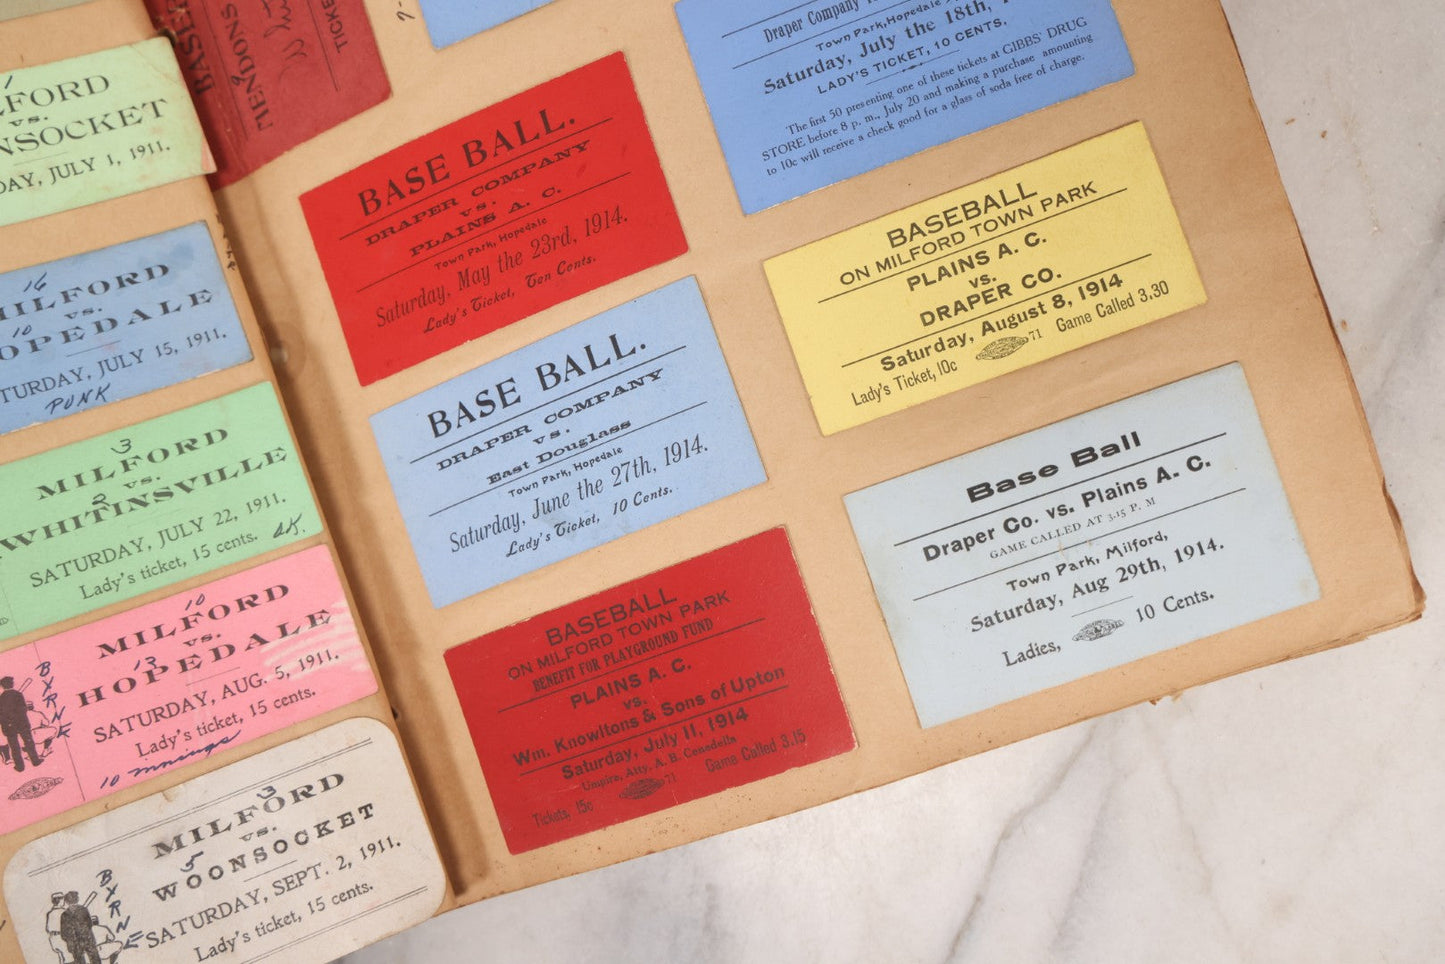 MILFORD
vs.
WOONSOCKET
JULY 1, 1911.
16
MILFORD
vs.
10
HOPEDALE
SATURDAY, JULY 15, 1911.
PUNK
3
MILFORD
vs.
2
WHITINSVILLE
SATURDAY, JULY 22, 1911.
Lady's ticket, 15 cents.
10
MILFORD
vs.
13
HOPEDALE
SATURDAY, AUG. 5, 1911.
Lady's ticket, 15 cents.
10 innings
3
MILFORD
vs.
5
WOONSOCKET
SATURDAY, SEPT. 2, 1911.
Lady's ticket, 15 cents.
BASE
MENDONS
TICKE
BASE BALL.
DRAPER COMPANY
vs.
PLAINS A. C.
Town Park, Hopedale
Saturday, May the 23rd, 1914.
Lady's Ticket, Ten Cents.
BASE BALL.
DRAPER COMPANY
vs.
East Douglass
Town Park, Hopedale
Saturday, June the 27th, 1914.
Lady's Ticket, 10 Cents.
BASEBALL
ON MILFORD TOWN PARK
BENEFIT FOR PLAYGROUND FUND
PLAINS A. C.
vs.
Wm. Knowltons & Sons of Upton
Saturday, July 11, 1914
Umpire, Atty. A. B. Cenedella
Tickets, 15c 71 Game Called 3.15
Draper Company
Town Park, Hopedale
Saturday, July the 18th,
LADY'S TICKET, 10 CENTS.
The first 50 presenting one of these tickets at GIBBS' DRUG
STORE before 8 p. m., July 20 and making a purchase amounting
to 10c will receive a check good for a glass of soda free of charge.
BASEBALL
ON MILFORD TOWN PARK
PLAINS A. C.
vs.
DRAPER CO.
Saturday, August 8, 1914
Lady's Ticket, 10c 71 Game Called 3.30
Base Ball
Draper Co. vs. Plains A. C.
GAME CALLED AT 3.15 P. M
Town Park, Milford,
Saturday, Aug 29th, 1914.
Ladies, 10 Cents.